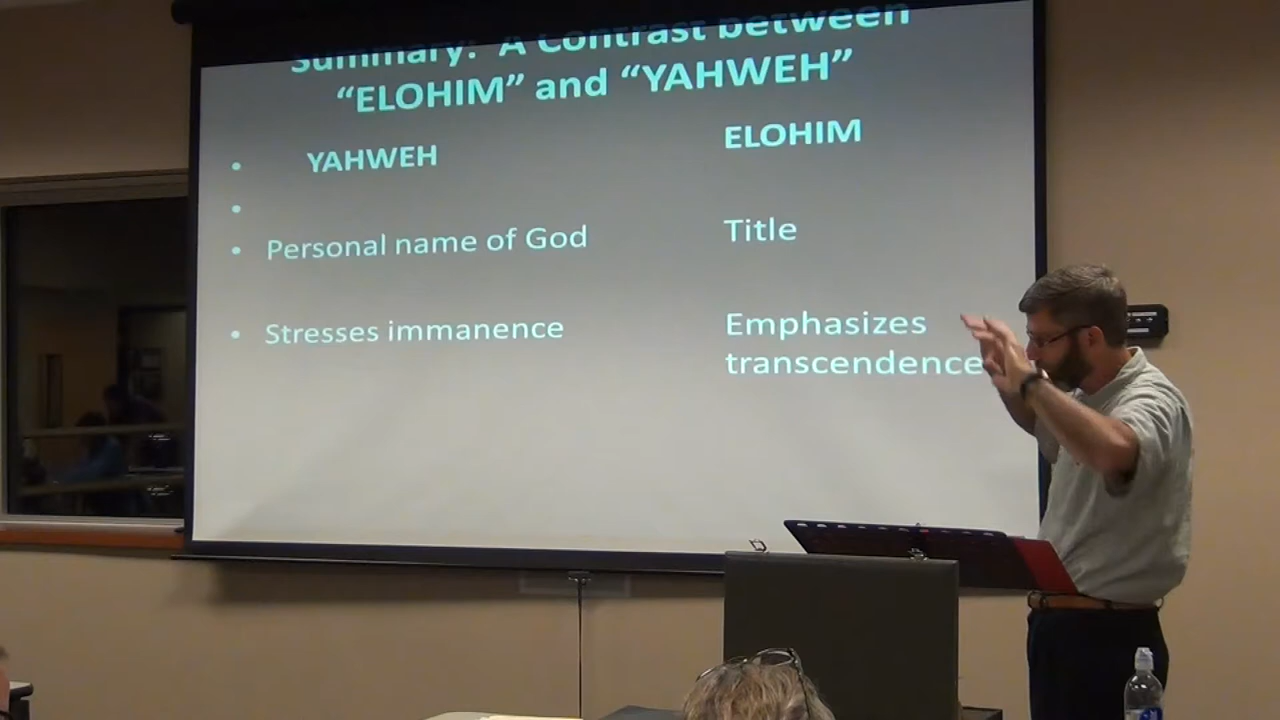 Summary: A Contrast between
“ELOHIM” and “YAHWEH”
• YAHWEH
ELOHIM
•
• Personal name of God
Title
• Stresses immanence
Emphasizes
transcendence